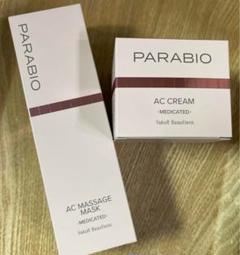 PARABIO
AC MASSAGE
MASK
-MEDICATED-
Yakult Beautiens
PARABIO
AC CREAM
-MEDICATED-
Yakult Beautiens